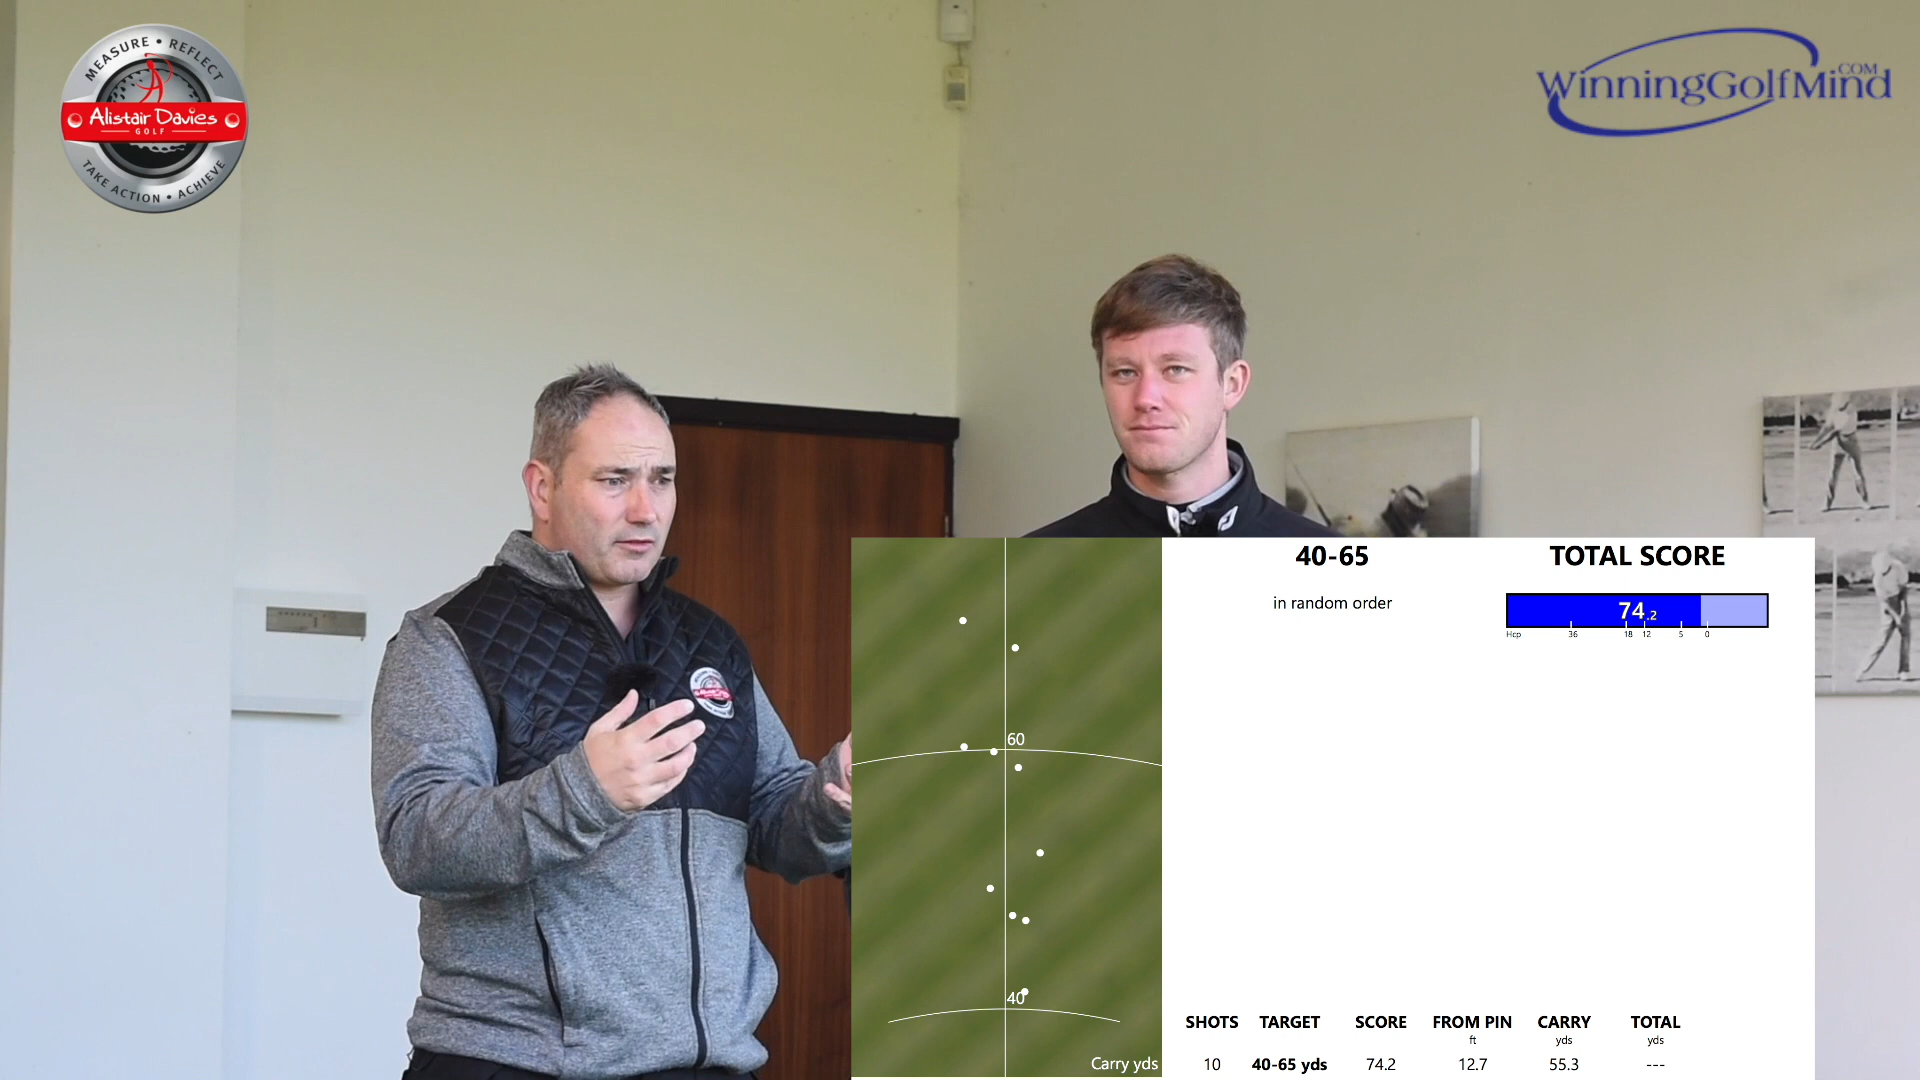 MEASURE • REFLECT
Alistair Davies
GOLF
TAKE ACTION • ACHIEVE
WinningGolfMind
.COM
40-65
in random order
TOTAL SCORE
74.2
Hcp 36 18 12 5 0
60
40
Carry yds
SHOTS TARGET SCORE FROM PIN CARRY TOTAL
ft yds yds
10 40-65 yds 74.2 12.7 55.3 ---